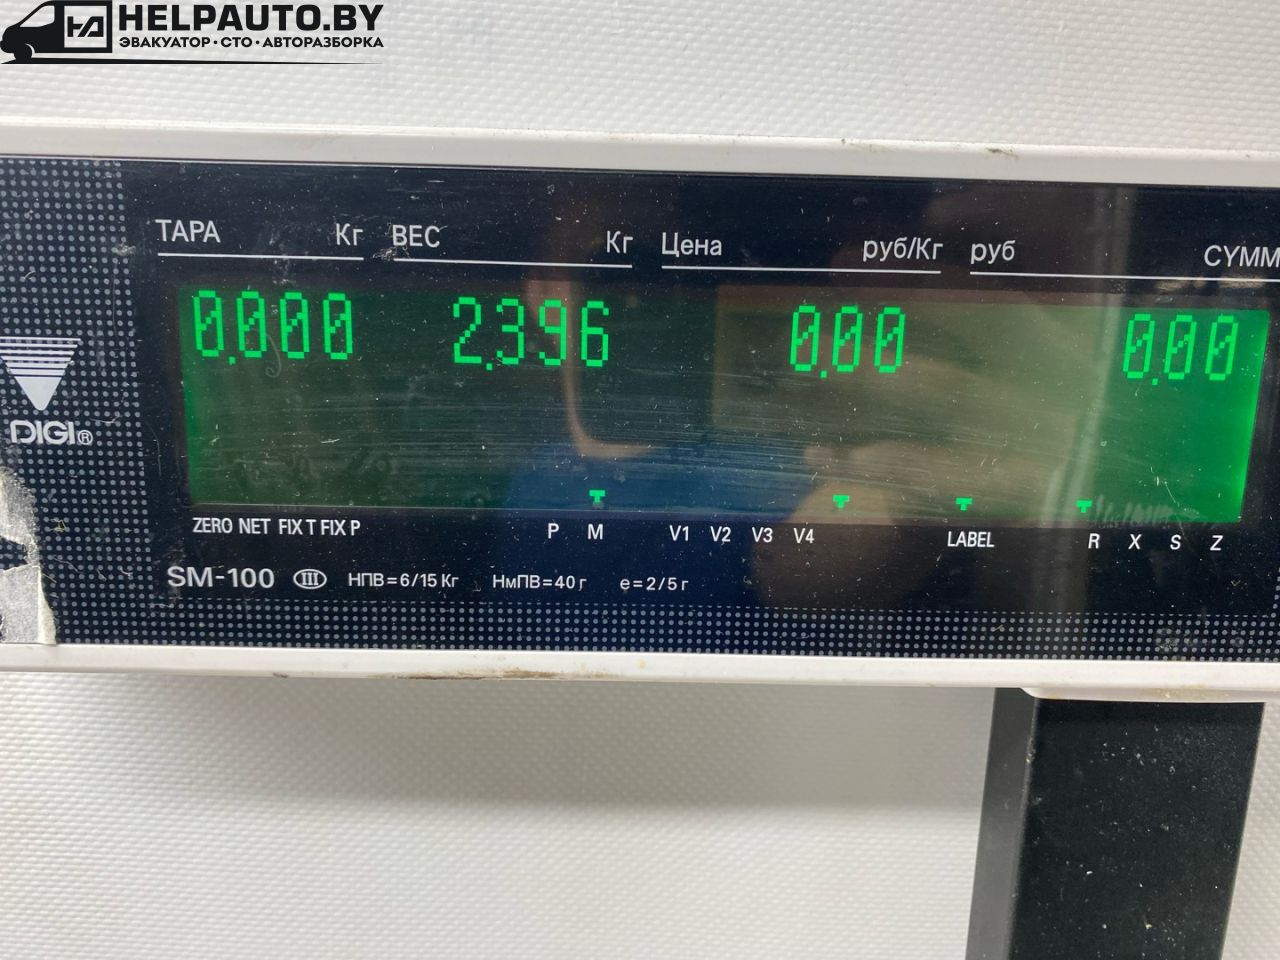 HELPAUTO.BY
ЭВАКУАТОР·СТО·АВТОРАЗБОРКА
ТАРА Кг ВЕС Кг Цена руб/Кг руб СУММ
0.000 2.396 0.00 0.00
DIGI®
ZERO NET FIX T FIX P P M V1 V2 V3 V4 LABEL R X S Z
SM-100 III НПВ=6/15 Кг НмПВ=40 г e=2/5 г